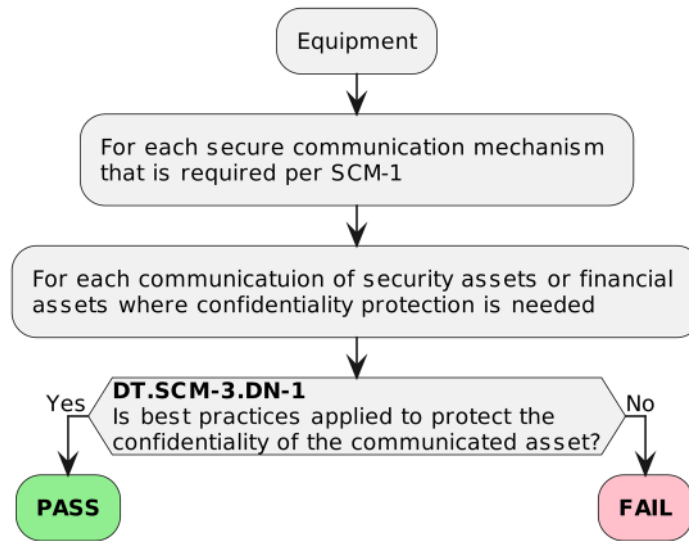 Equipment
For each secure communication mechanism
that is required per SCM-1
For each communicatuion of security assets or financial
assets where confidentiality protection is needed
DT.SCM-3.DN-1
Yes
Is best practices applied to protect the
No
confidentiality of the communicated asset?
PASS
FAIL